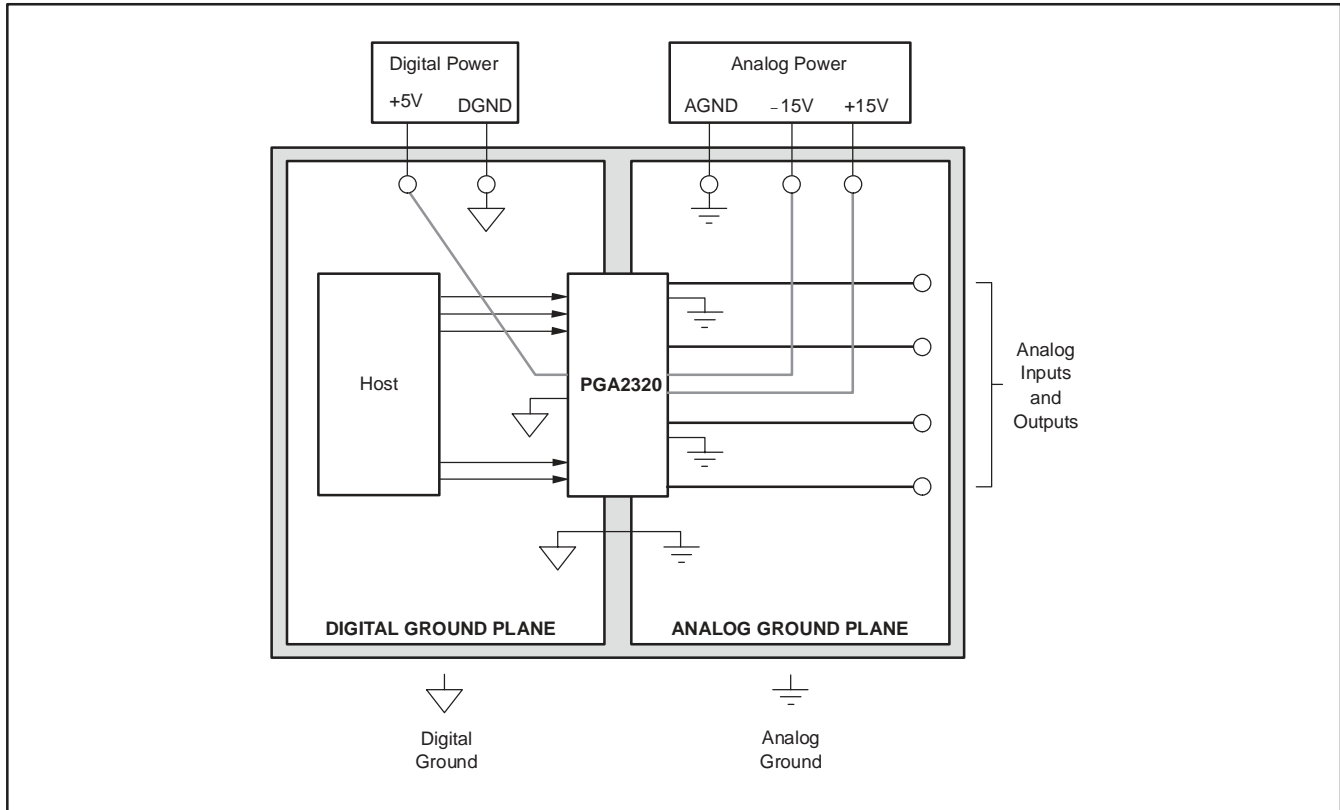 Digital Power
+5V
DGND
Analog Power
AGND
–15V
+15V
Host
PGA2320
Analog
Inputs
and
Outputs
DIGITAL GROUND PLANE
ANALOG GROUND PLANE
Digital
Ground
Analog
Ground